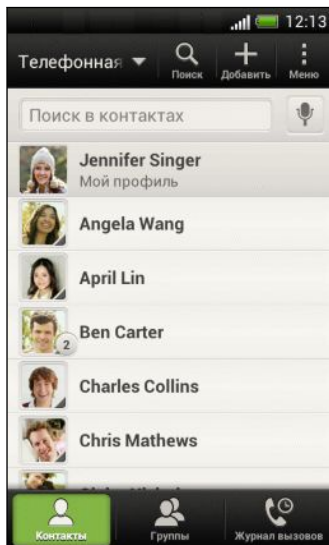 12:13
Телефонная
Поиск
Добавить
Меню
Поиск в контактах
Jennifer Singer
Мой профиль
Angela Wang
April Lin
Ben Carter
2
Charles Collins
Chris Mathews
Контакты
Группы
Журнал вызовов